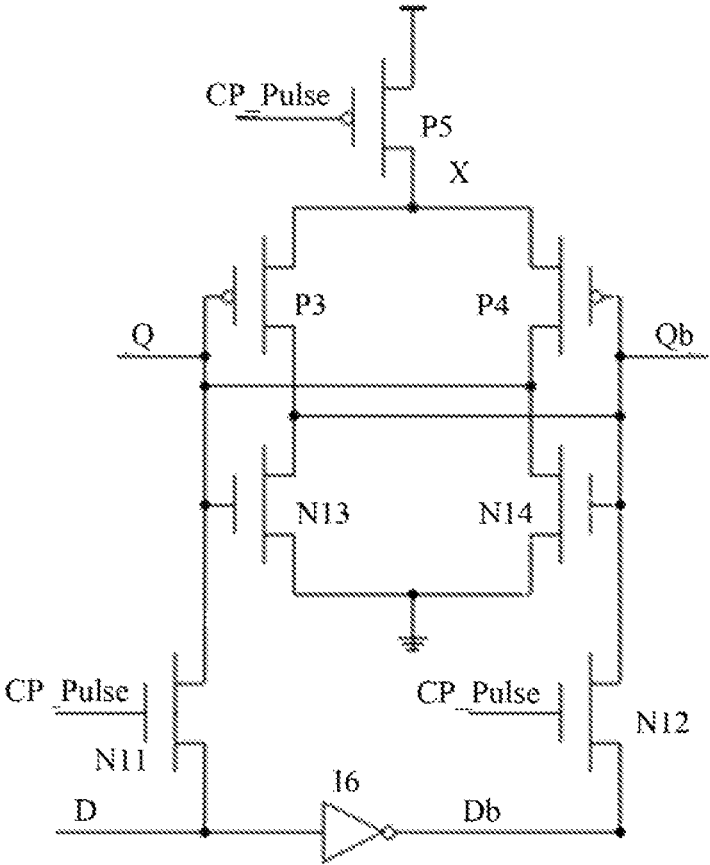 CP_Pulse
P5
X
P3
P4
Q
Qb
N13
N14
CP_Pulse
CP_Pulse
N11
N12
D
I6
Db